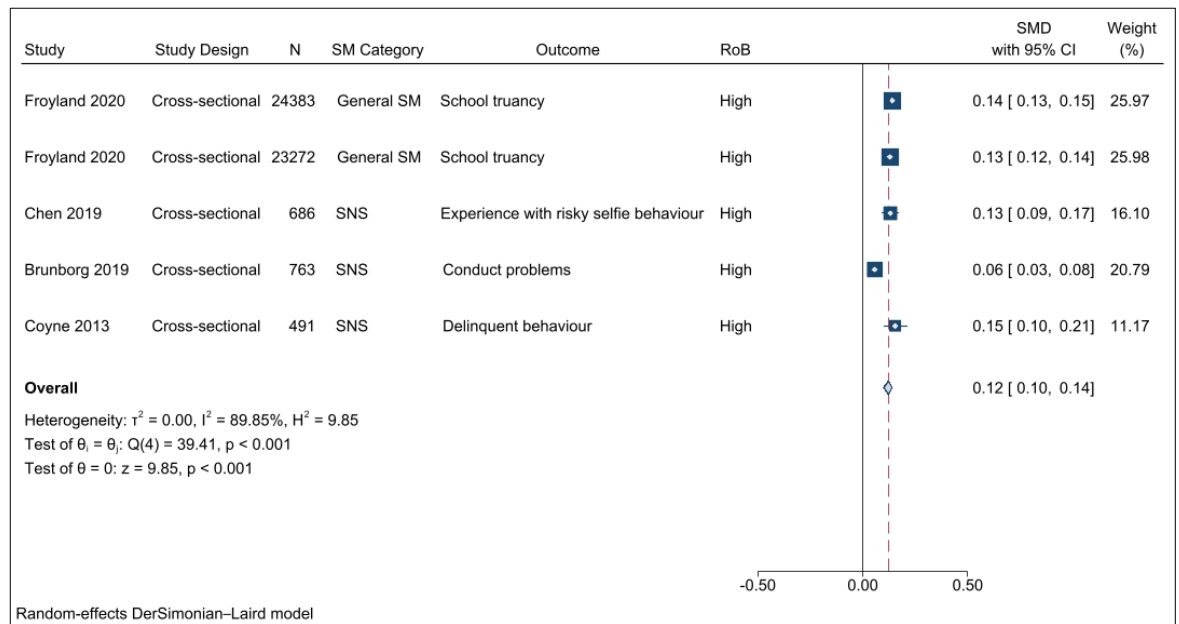 Study Study Design N SM Category Outcome RoB SMD with 95% CI Weight (%)
Froyland 2020 Cross-sectional 24383 General SM School truancy High 0.14 [ 0.13, 0.15] 25.97
Froyland 2020 Cross-sectional 23272 General SM School truancy High 0.13 [ 0.12, 0.14] 25.98
Chen 2019 Cross-sectional 686 SNS Experience with risky selfie behaviour High 0.13 [ 0.09, 0.17] 16.10
Brunborg 2019 Cross-sectional 763 SNS Conduct problems High 0.06 [ 0.03, 0.08] 20.79
Coyne 2013 Cross-sectional 491 SNS Delinquent behaviour High 0.15 [ 0.10, 0.21] 11.17
Overall 0.12 [ 0.10, 0.14]
Heterogeneity: τ² = 0.00, I² = 89.85%, H² = 9.85
Test of θᵢ = θⱼ: Q(4) = 39.41, p < 0.001
Test of θ = 0: z = 9.85, p < 0.001
-0.50 0.00 0.50
Random-effects DerSimonian–Laird model